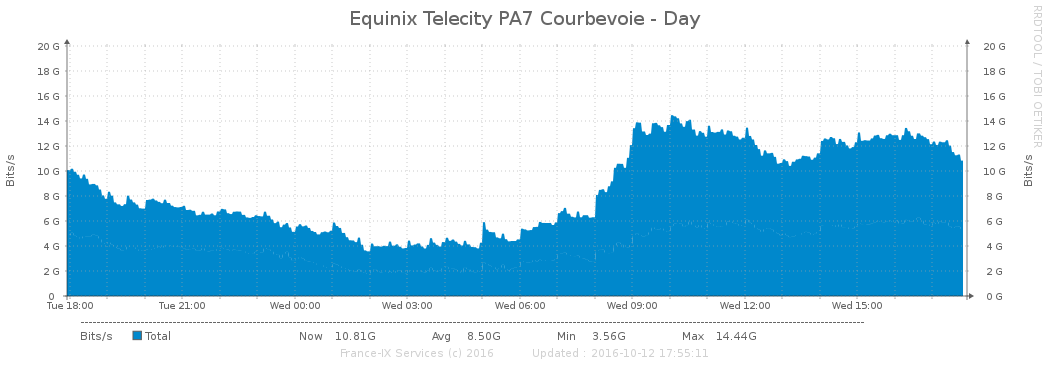 Equinix Telecity PA7 Courbevoie - Day
RRDTOOL / TOBI OETIKER
Bits/s
20 G
18 G
16 G
14 G
12 G
10 G
8 G
6 G
4 G
2 G
0
20 G
18 G
16 G
14 G
12 G
10 G
8 G
6 G
4 G
2 G
0 G
Bits/s
Tue 18:00 Tue 21:00 Wed 00:00 Wed 03:00 Wed 06:00 Wed 09:00 Wed 12:00 Wed 15:00
Bits/s Total Now 10.81G Avg 8.50G Min 3.56G Max 14.44G
France-IX Services (c) 2016 Updated : 2016-10-12 17:55:11